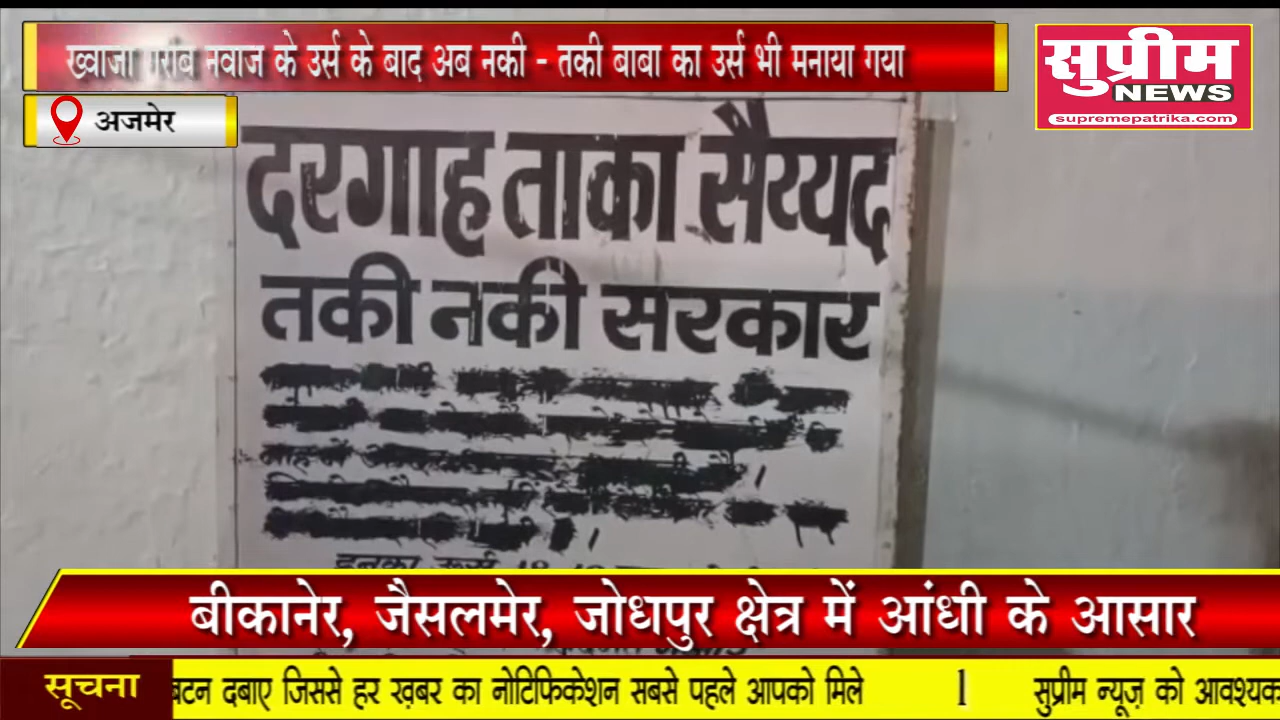 ख्वाजा गरीब नवाज के उर्स के बाद अब नकी - तकी बाबा का उर्स भी मनाया गया
सुप्रीम
NEWS
supremepatrika.com
अजमेर
दरगाह ताका सैय्यद
तकी नकी सरकार
बीकानेर, जैसलमेर, जोधपुर क्षेत्र में आंधी के आसार
सूचना
बटन दबाए जिससे हर ख़बर का नोटिफिकेशन सबसे पहले आपको मिले
1
सुप्रीम न्यूज़ को आवश्यक